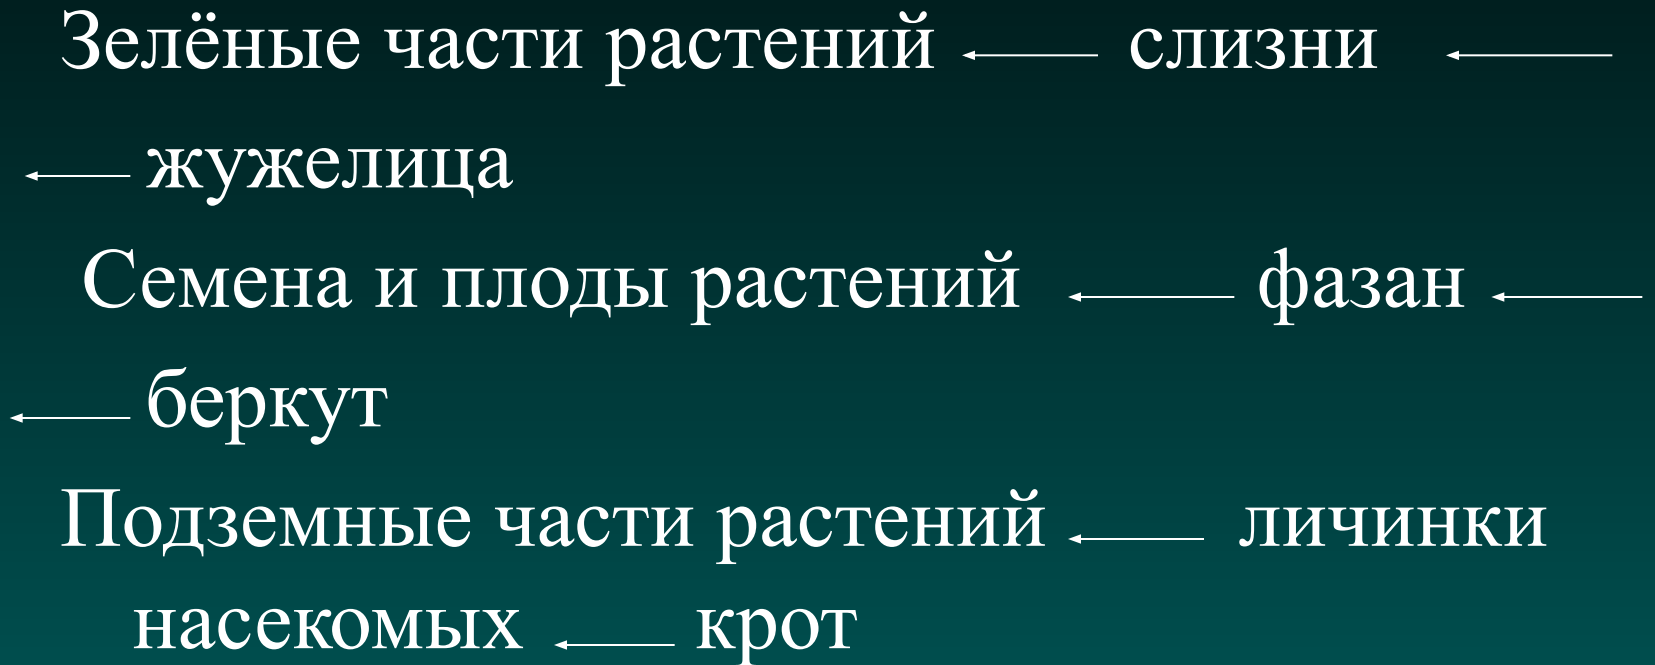 Зелёные части растений ← слизни ←
← жужелица
Семена и плоды растений ← фазан ←
← беркут
Подземные части растений ← личинки
насекомых ← крот